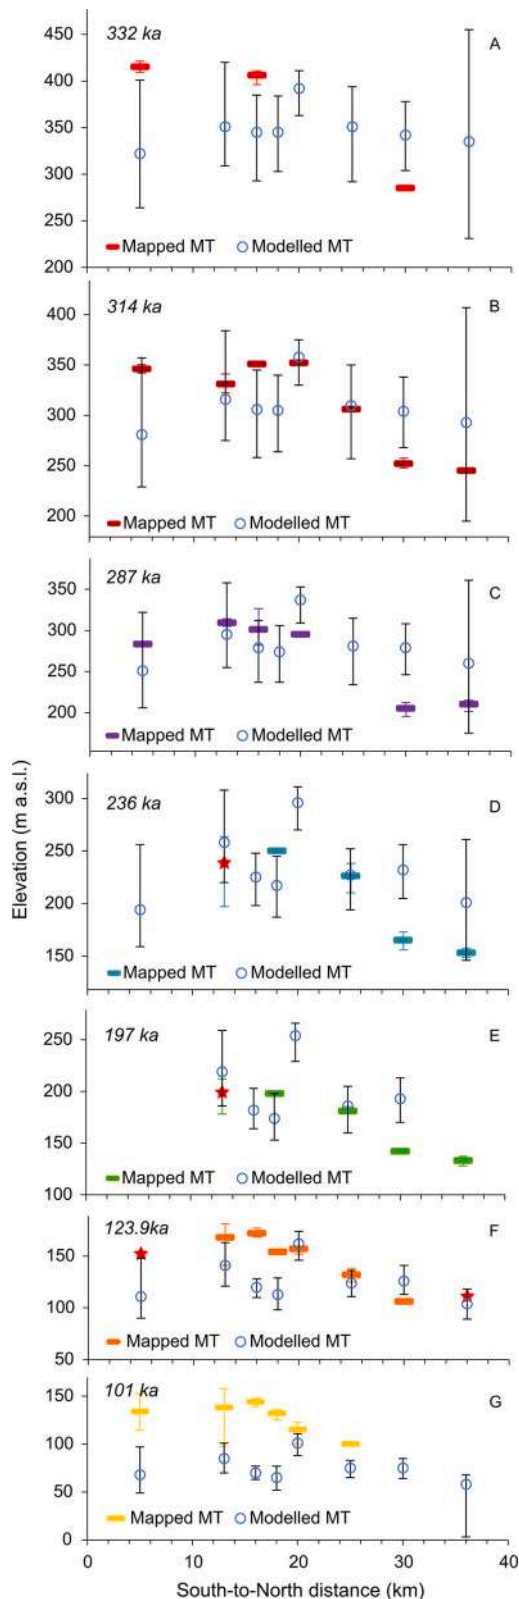 332 ka
A
450
400
350
300
250
200
Mapped MT Modelled MT
314 ka
B
400
350
300
250
200
Mapped MT Modelled MT
287 ka
C
350
300
250
200
Mapped MT Modelled MT
Elevation (m a.s.l.)
236 ka
D
300
250
200
150
Mapped MT Modelled MT
197 ka
E
250
200
150
100
Mapped MT Modelled MT
123.9ka
F
150
100
50
Mapped MT Modelled MT
101 ka
G
150
100
50
0
Mapped MT Modelled MT
0 10 20 30 40
South-to-North distance (km)